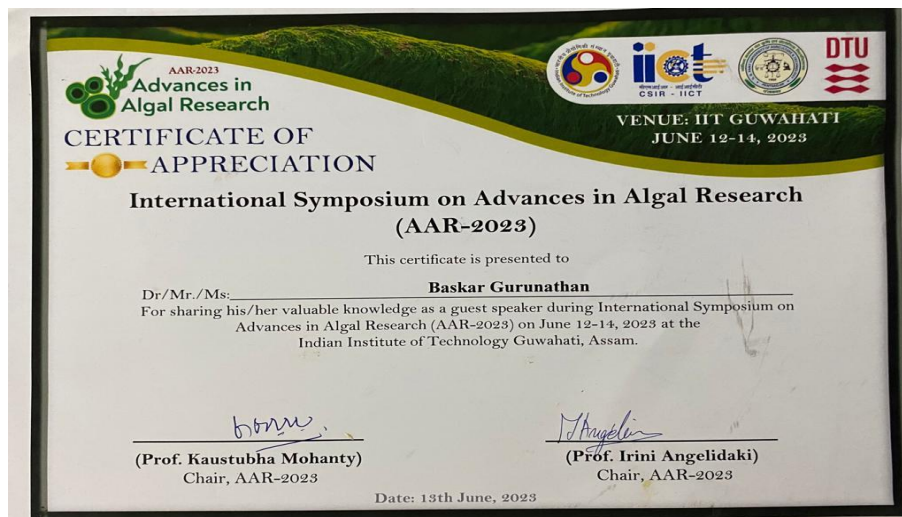 AAR-2023
Advances in
Algal Research
iict
CSIR - IICT
DTU
CERTIFICATE OF
APPRECIATION
VENUE: IIT GUWAHATI
JUNE 12-14, 2023
International Symposium on Advances in Algal Research
(AAR-2023)
This certificate is presented to
Dr/Mr./Ms: Baskar Gurunathan
For sharing his/her valuable knowledge as a guest speaker during International Symposium on
Advances in Algal Research (AAR-2023) on June 12-14, 2023 at the
Indian Institute of Technology Guwahati, Assam.
(Prof. Kaustubha Mohanty)
Chair, AAR-2023
(Prof. Irini Angelidaki)
Chair, AAR-2023
Date: 13th June, 2023